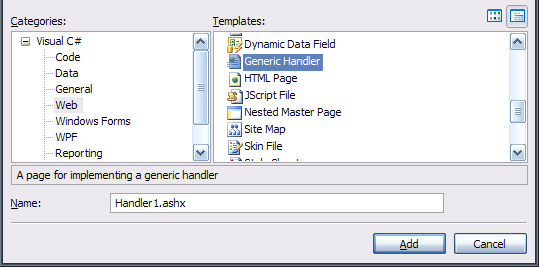 Categories:
Templates:
Visual C#
Code
Data
General
Web
Windows Forms
WPF
Reporting
Dynamic Data Field
Generic Handler
HTML Page
JScript File
Nested Master Page
Site Map
Skin File
A page for implementing a generic handler
Name:
Handler1.ashx
Add
Cancel